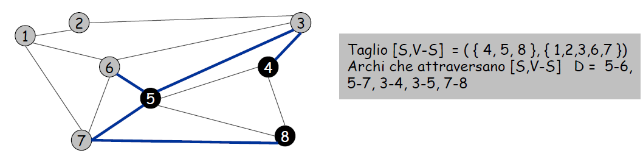 2
3
1
6
4
5
8
7
Taglio [S,V-S] = ( { 4, 5, 8 }, { 1,2,3,6,7 })
Archi che attraversano [S,V-S] D = 5-6,
5-7, 3-4, 3-5, 7-8